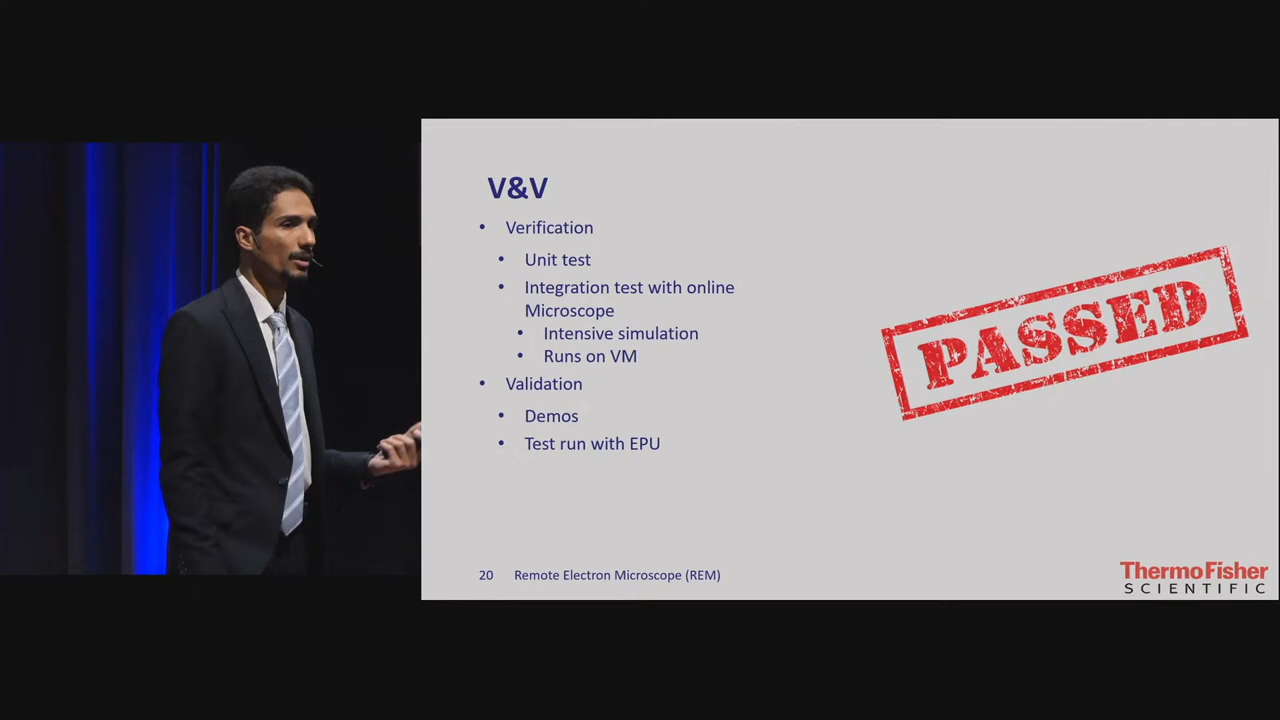 V&V
• Verification
• Unit test
• Integration test with online
Microscope
• Intensive simulation
• Runs on VM
• Validation
• Demos
• Test run with EPU
PASSED
20 Remote Electron Microscope (REM)
ThermoFisher
SCIENTIFIC